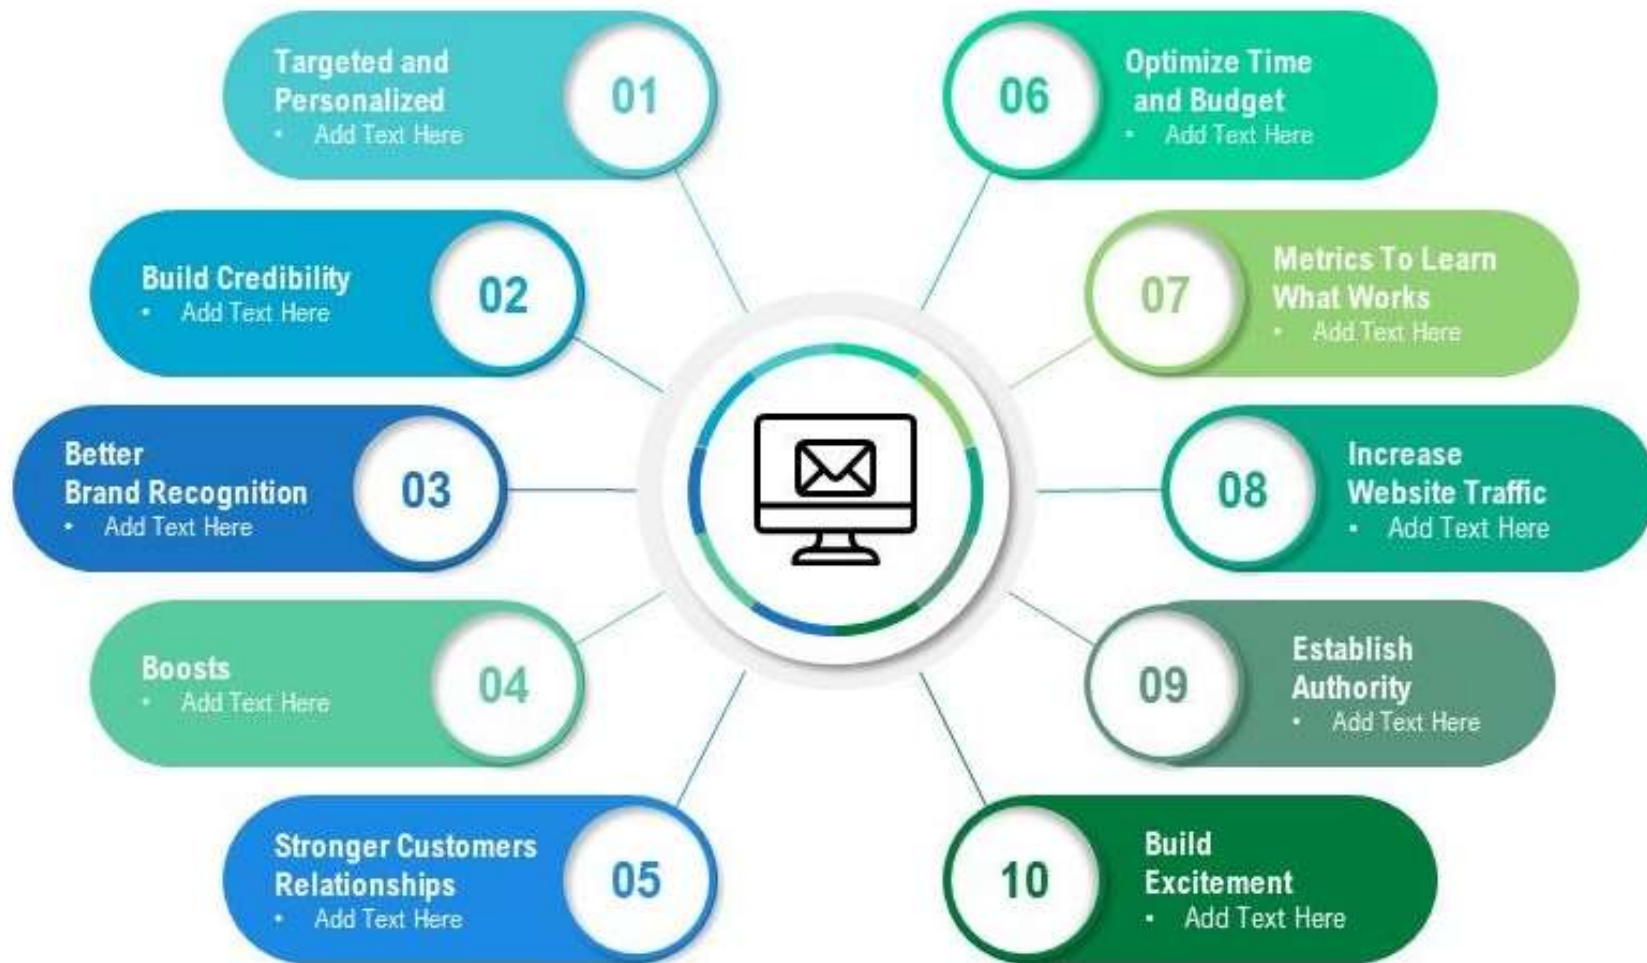 Targeted and
Personalized
• Add Text Here
01
Build Credibility
• Add Text Here
02
Better
Brand Recognition
• Add Text Here
03
Boosts
• Add Text Here
04
Stronger Customers
Relationships
• Add Text Here
05
06
Optimize Time
and Budget
• Add Text Here
07
Metrics To Learn
What Works
• Add Text Here
08
Increase
Website Traffic
• Add Text Here
09
Establish
Authority
• Add Text Here
10
Build
Excitement
• Add Text Here